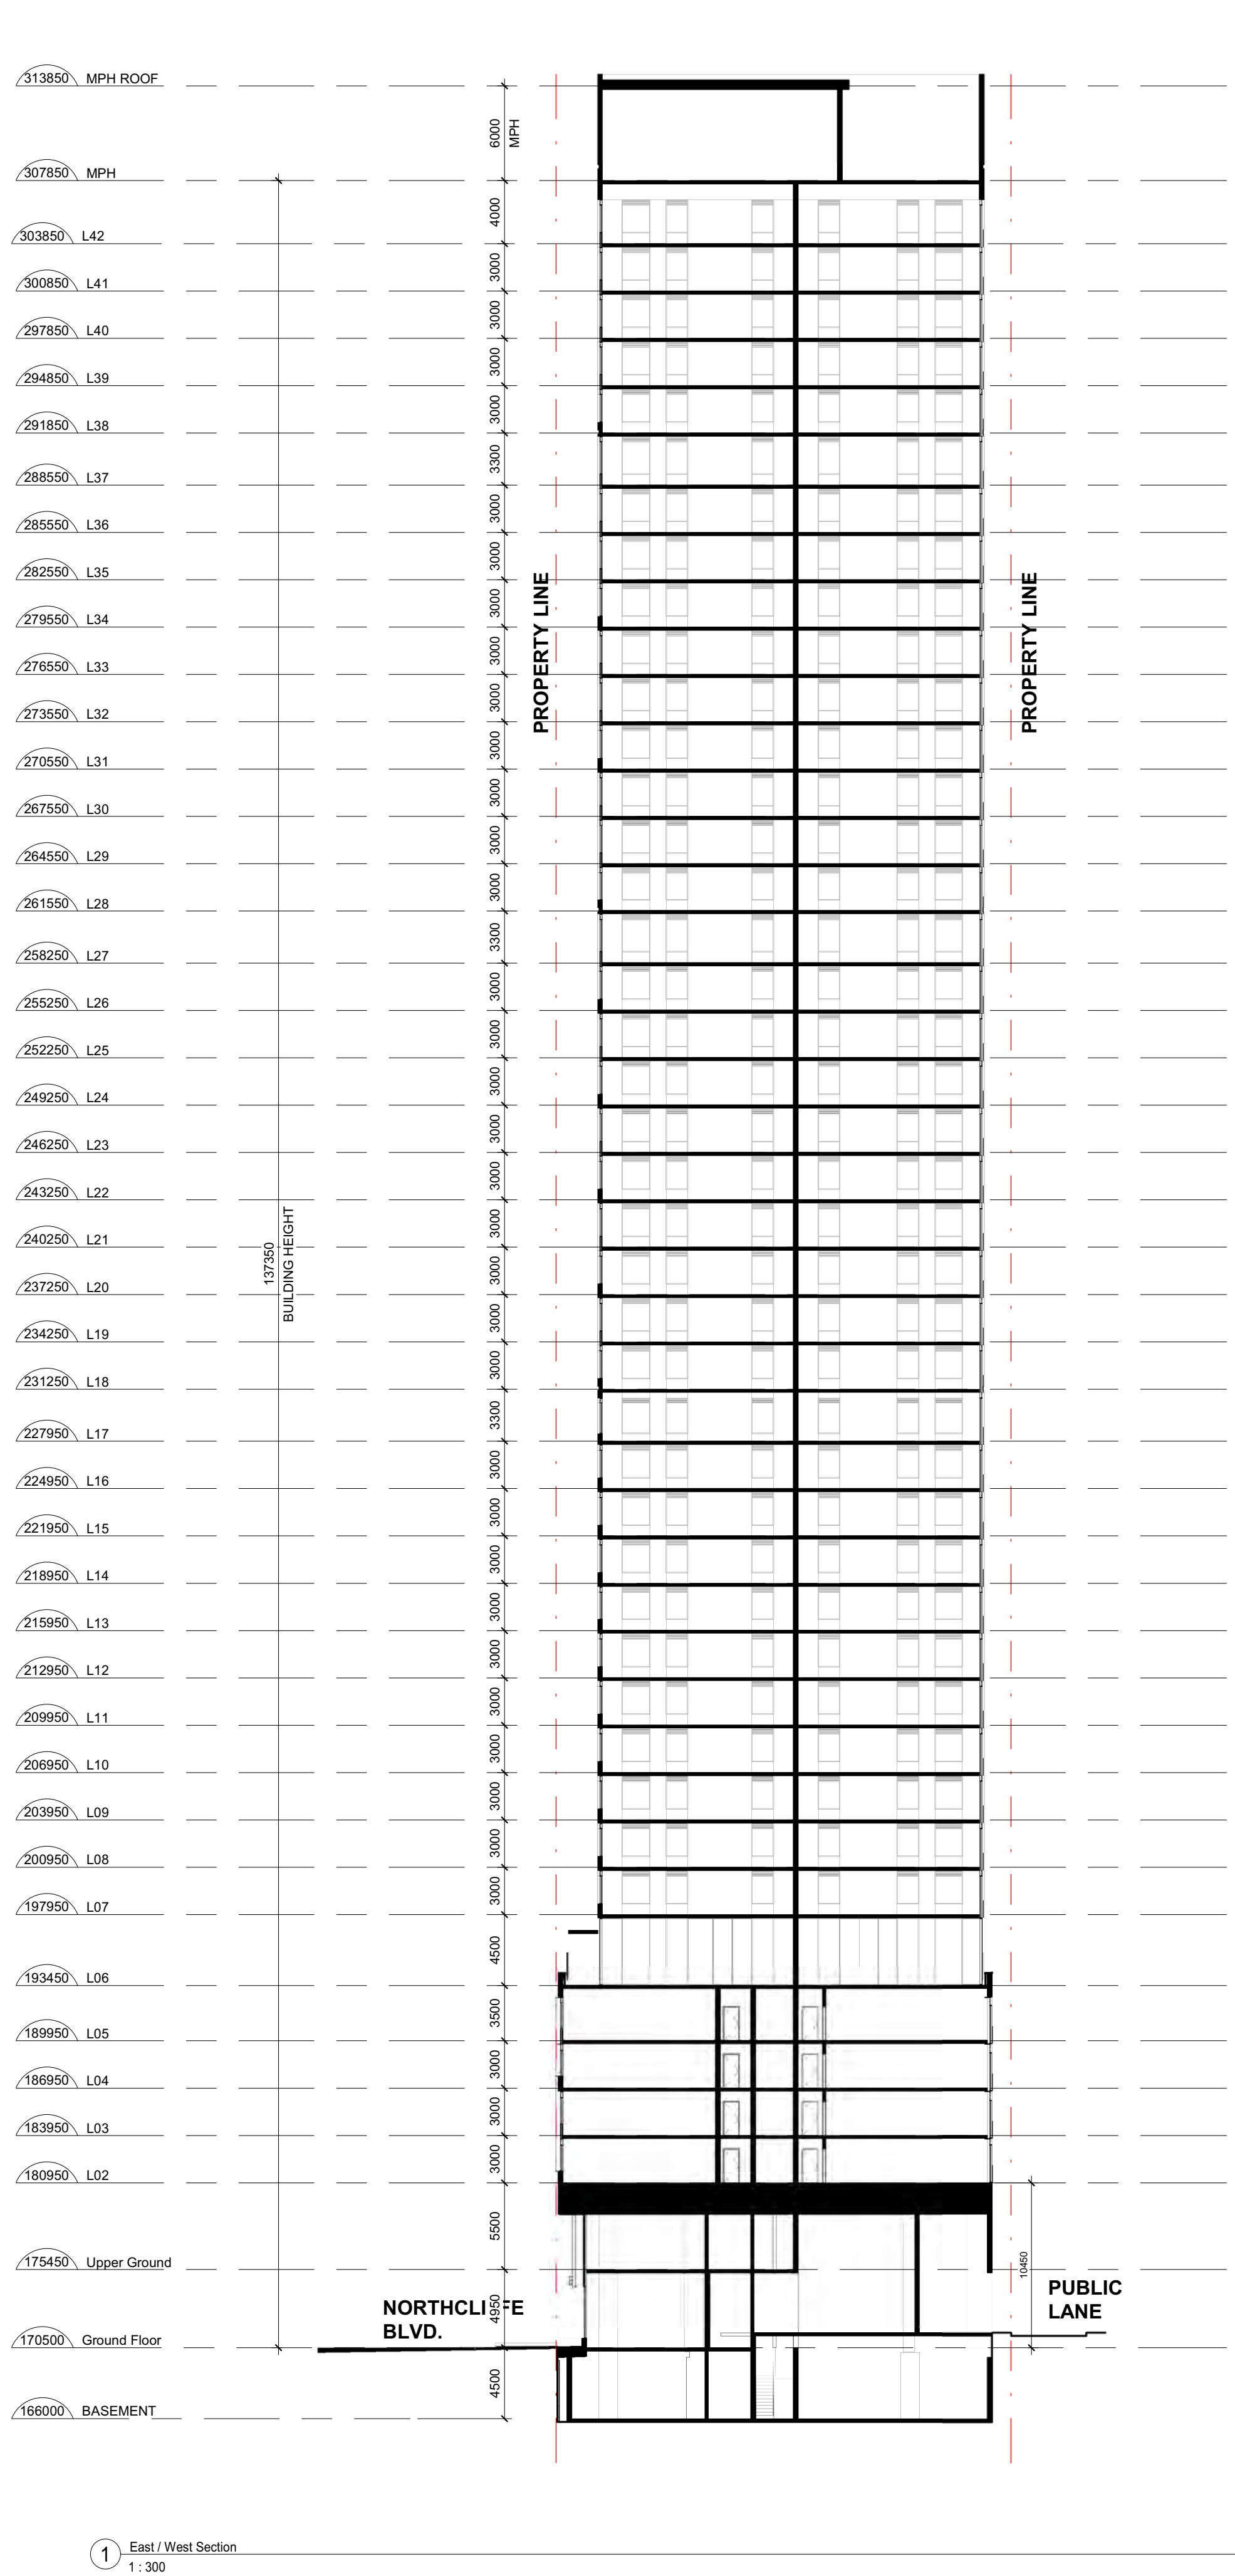 313850 MPH ROOF
6000
MPH
307850 MPH
4000
303850 L42
3000
300850 L41
3000
297850 L40
3000
294850 L39
3000
291850 L38
3300
288550 L37
3000
285550 L36
3000
282550 L35
3000
279550 L34
3000
276550 L33
3000
273550 L32
3000
270550 L31
3000
267550 L30
3000
264550 L29
3000
261550 L28
3300
258250 L27
3000
255250 L26
3000
252250 L25
3000
249250 L24
3000
246250 L23
3000
243250 L22
3000
240250 L21
3000
237250 L20
3000
234250 L19
3000
231250 L18
3300
227950 L17
3000
224950 L16
3000
221950 L15
3000
218950 L14
3000
215950 L13
3000
212950 L12
3000
209950 L11
3000
206950 L10
3000
203950 L09
3000
200950 L08
3000
197950 L07
4500
193450 L06
3500
189950 L05
3000
186950 L04
3000
183950 L03
3000
180950 L02
5500
175450 Upper Ground
4950
170500 Ground Floor
4500
166000 BASEMENT
137350
BUILDING HEIGHT
PROPERTY LINE
PROPERTY LINE
10450
NORTHCLIFFE
BLVD.
PUBLIC
LANE
1 East / West Section
1 : 300